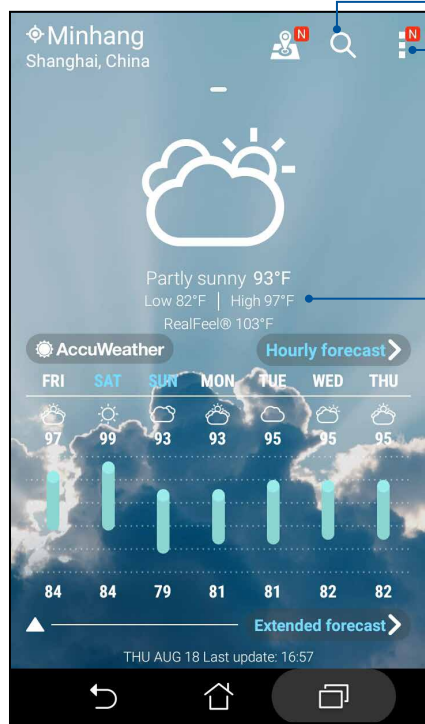 Minhang
Shanghai, China
N
N
Partly sunny 93°F
Low 82°F | High 97°F
RealFeel® 103°F
AccuWeather
Hourly forecast
FRI SAT SUN MON TUE WED THU
97 99 93 93 95 95 95
84 84 79 81 81 82 82
Extended forecast
THU AUG 18 Last update: 16:57